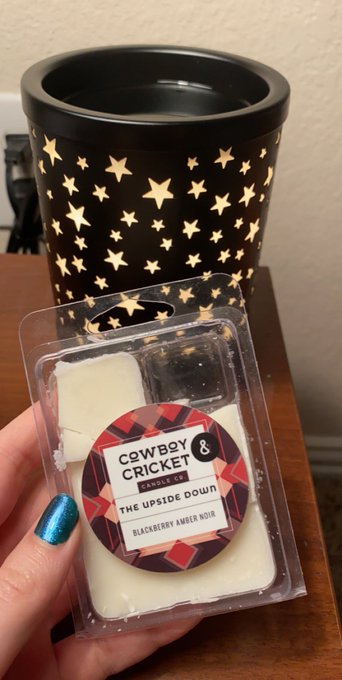 COWBOY &
CRICKET
CANDLE CO.
THE UPSIDE DOWN
BLACKBERRY AMBER NOIR